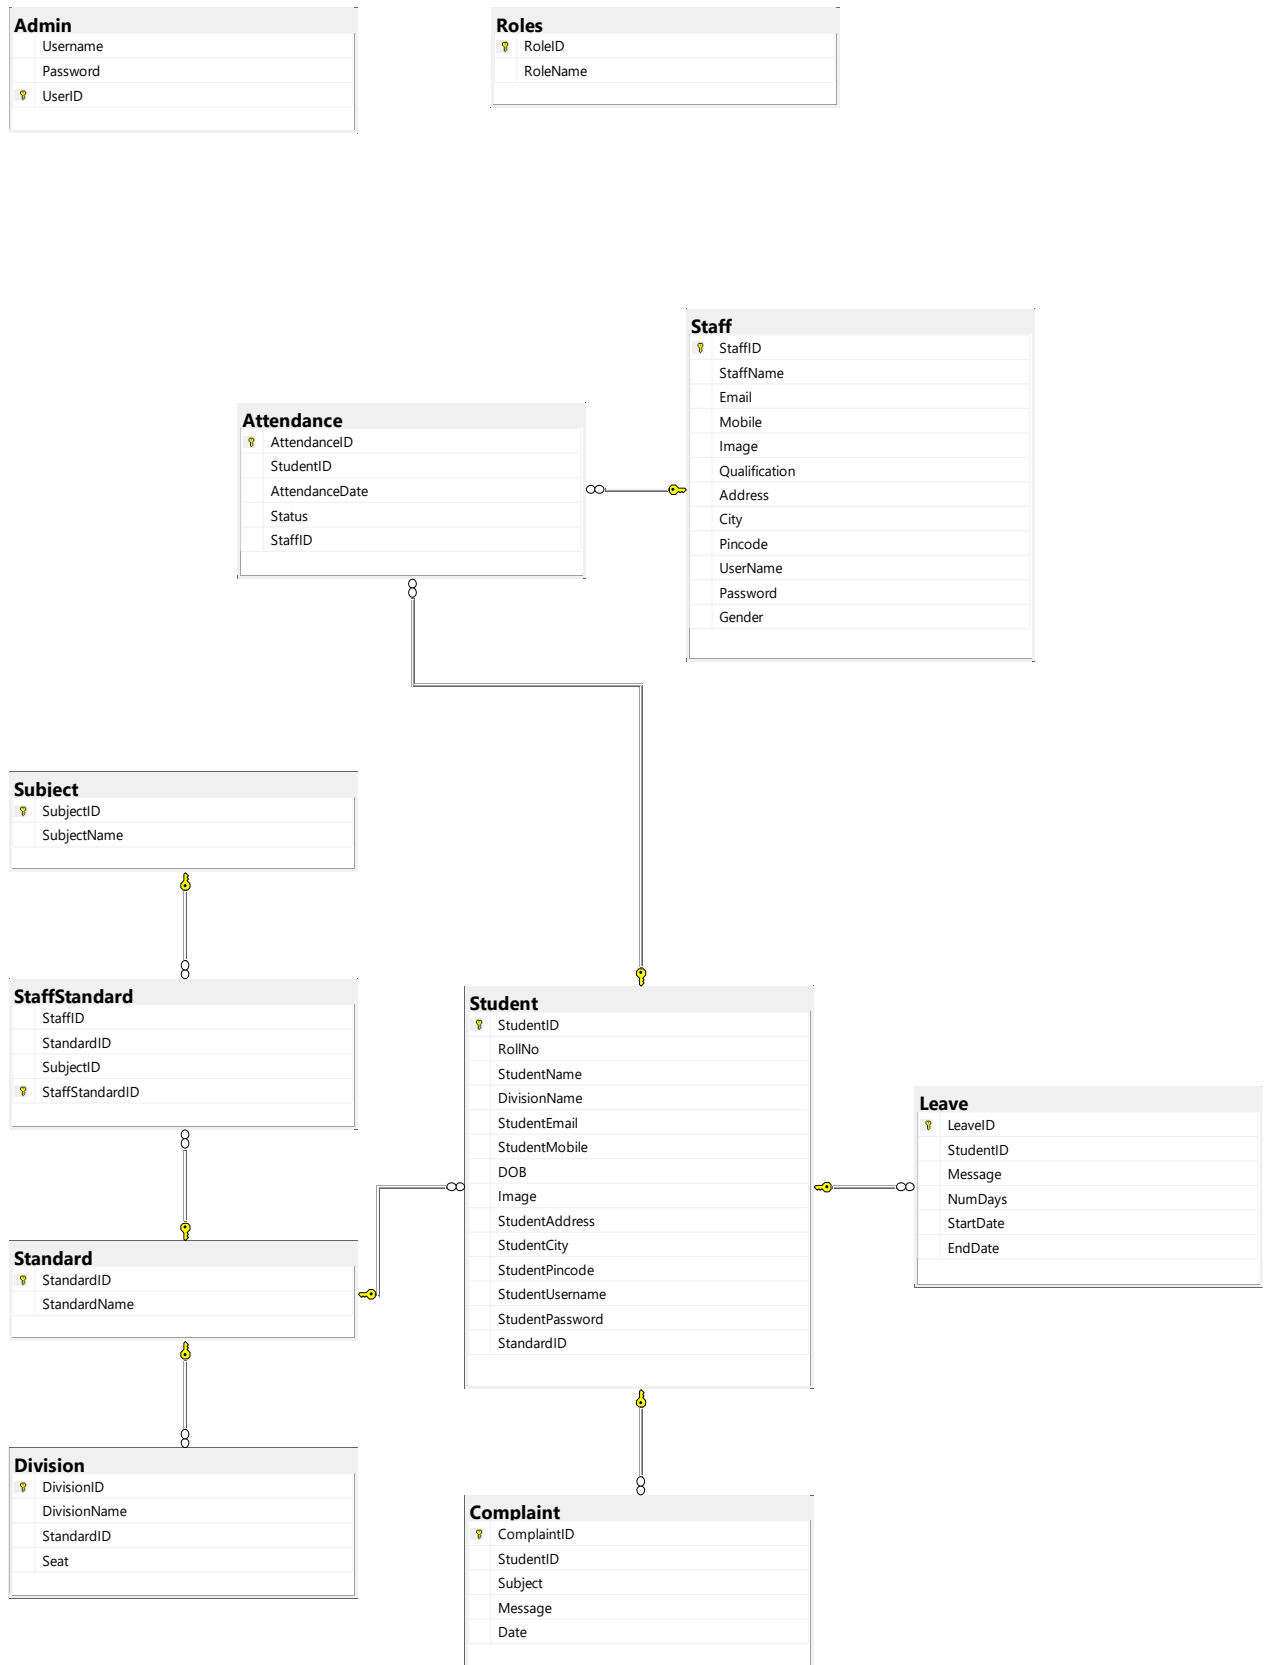 Admin
Username
Password
UserID
Roles
RoleID
RoleName
Staff
StaffID
StaffName
Email
Mobile
Image
Qualification
Address
City
Pincode
UserName
Password
Gender
Attendance
AttendanceID
StudentID
AttendanceDate
Status
StaffID
Subject
SubjectID
SubjectName
StaffStandard
StaffID
StandardID
SubjectID
StaffStandardID
Student
StudentID
RollNo
StudentName
DivisionName
StudentEmail
StudentMobile
DOB
Image
StudentAddress
StudentCity
StudentPincode
StudentUsername
StudentPassword
StandardID
Leave
LeaveID
StudentID
Message
NumDays
StartDate
EndDate
Standard
StandardID
StandardName
Division
DivisionID
DivisionName
StandardID
Seat
Complaint
ComplaintID
StudentID
Subject
Message
Date